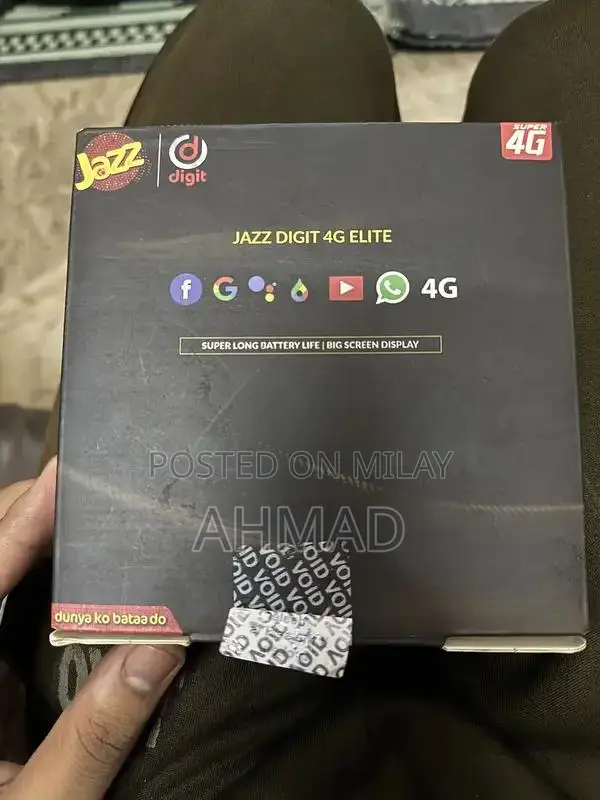 Jazz
digit
SUPER
4G
JAZZ DIGIT 4G ELITE
4G
SUPER LONG BATTERY LIFE | BIG SCREEN DISPLAY
POSTED ON MILAY
AHMAD
VOID VOID VOID
dunya ko bataa do